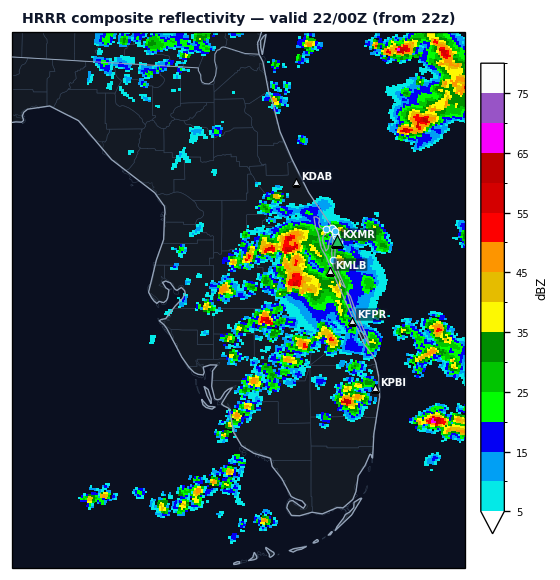 HRRR composite reflectivity — valid 22/00Z (from 22z)
KDAB
KXMR
KMLB
KFPR
KPBI
75
65
55
45
35
25
15
5
dBZ